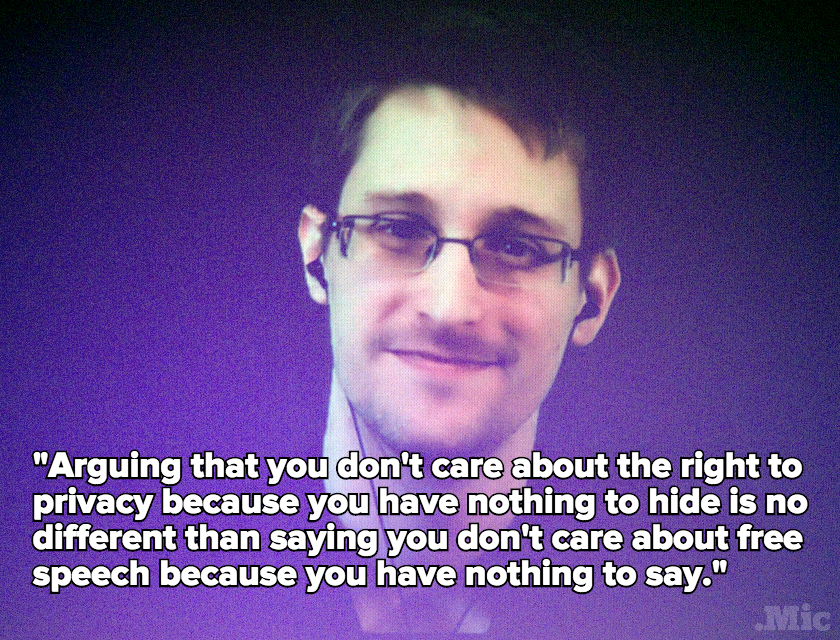 "Arguing that you don't care about the right to
privacy because you have nothing to hide is no
different than saying you don't care about free
speech because you have nothing to say."
.Mic